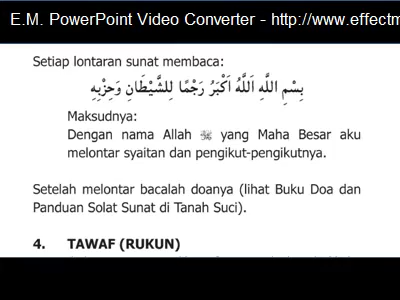 E.M. PowerPoint Video Converter - http://www.effectm
Setiap lontaran sunat membaca:
بِسْمِ اللَّهِ اَللَّهُ اَكْبَرُ رَجْمًا لِلشَّيْطَانِ وَحِزْبِهِ
Maksudnya:
Dengan nama Allah ﷻ yang Maha Besar aku
melontar syaitan dan pengikut-pengikutnya.
Setelah melontar bacalah doanya (lihat Buku Doa dan
Panduan Solat Sunat di Tanah Suci).
4. TAWAF (RUKUN)